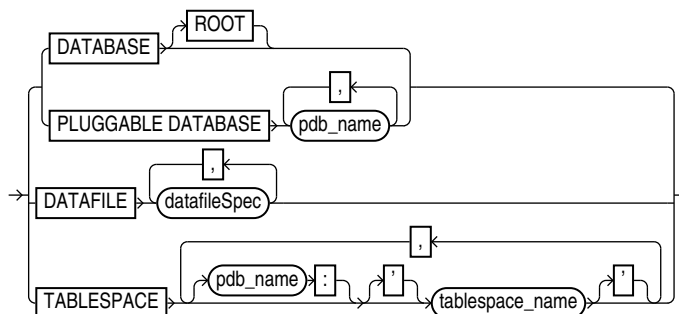 ROOT
DATABASE
,
PLUGGABLE DATABASE pdb_name
,
DATAFILE datafileSpec
,
pdb_name : ' '
TABLESPACE tablespace_name